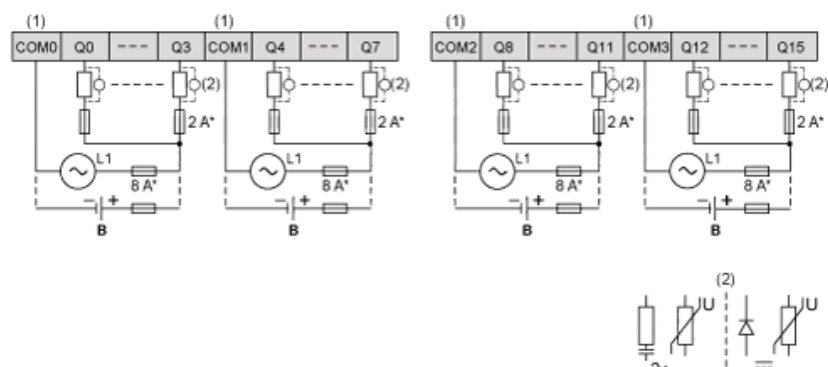 (1) (1) (1) (1)
COM0 Q0 --- Q3 COM1 Q4 --- Q7 COM2 Q8 --- Q11 COM3 Q12 --- Q15
(2) (2) (2) (2)
2 A* 2 A* 2 A* 2 A*
L1 L1 L1 L1
8 A* 8 A* 8 A* 8 A*
− + − + − + − +
B B B B
(2)
U U